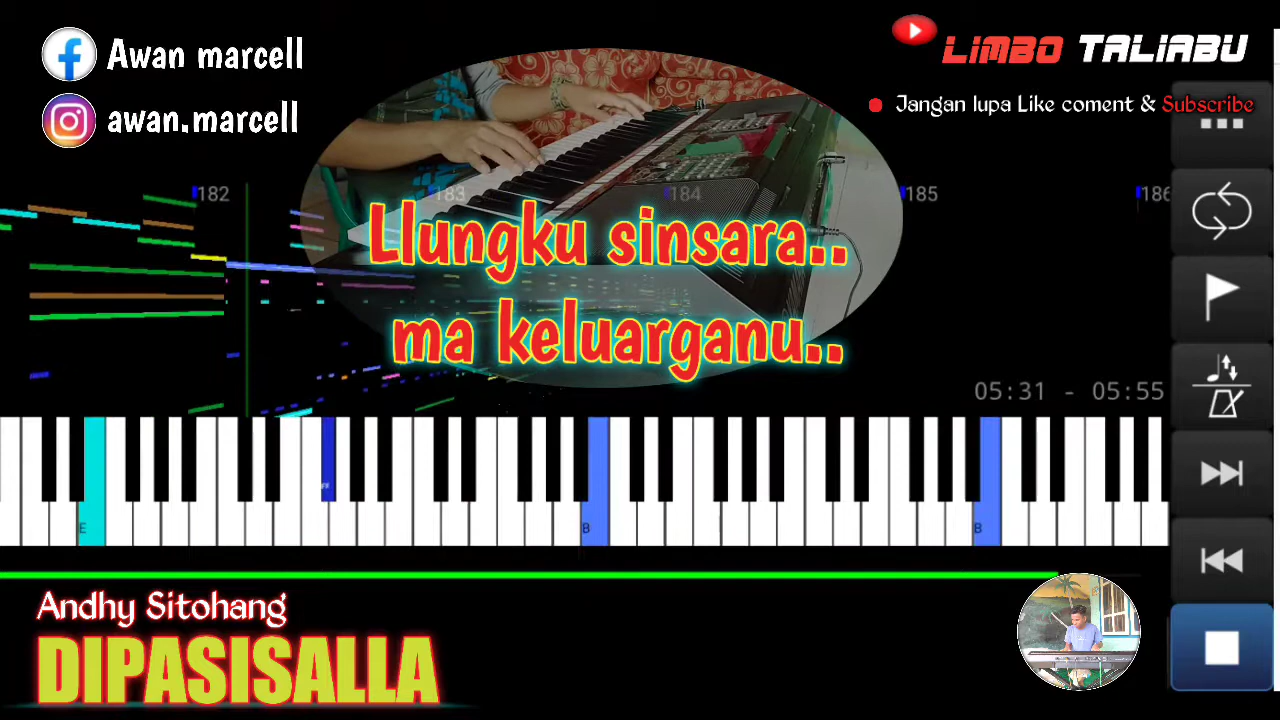 Awan marcell
awan.marcell
LIMBO TALIABU
Jangan lupa Like coment & Subscribe
182
183
184
185
186
Llungku sinsara..
ma keluarganu..
05:31 - 05:55
E
F#
B
B
Andhy Sitohang
DIPASISALLA